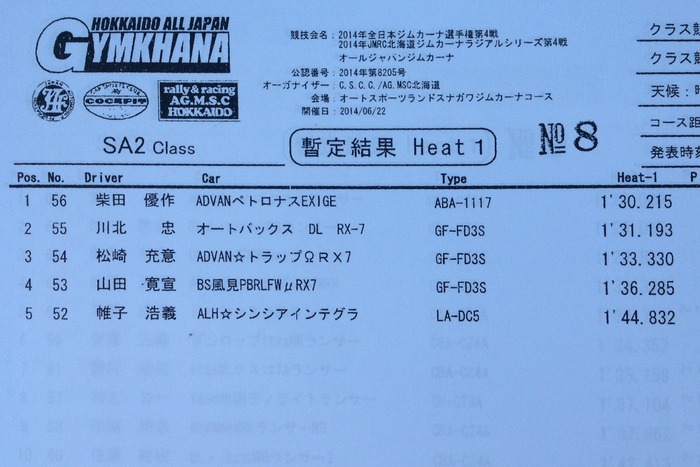 HOKKAIDO ALL JAPAN
GYMKHANA
JAF
CAR SPORTS PARK
COCKPIT
rally & racing
AG.M.S.C
HOKKAIDO
競技会名: 2014年全日本ジムカーナ選手権第4戦
2014年JMRC北海道ジムカーナラジアルシリーズ第4戦
オールジャパンジムカーナ
公認番号: 2014年第8205号
オーガナイザー: C.S.C.C./AG.MSC北海道
会場: オートスポーツランドスナガワジムカーナコース
開催日: 2014/06/22
クラス競
クラス競
天候:
コース距
発表時刻
SA2 Class
暫定結果 Heat 1
No 8
Pos. No. Driver Car Type Heat-1 P
1 56 柴田 優作 ADVANペトロナスEXIGE ABA-1117 1'30.215
2 55 川北 忠 オートバックス DL RX-7 GF-FD3S 1'31.193
3 54 松崎 充意 ADVAN☆トラップΩRX7 GF-FD3S 1'33.330
4 53 山田 寛宣 BS風見PBRLFWμRX7 GF-FD3S 1'36.285
5 52 帷子 浩義 ALH☆シンシアインテグラ LA-DC5 1'44.832